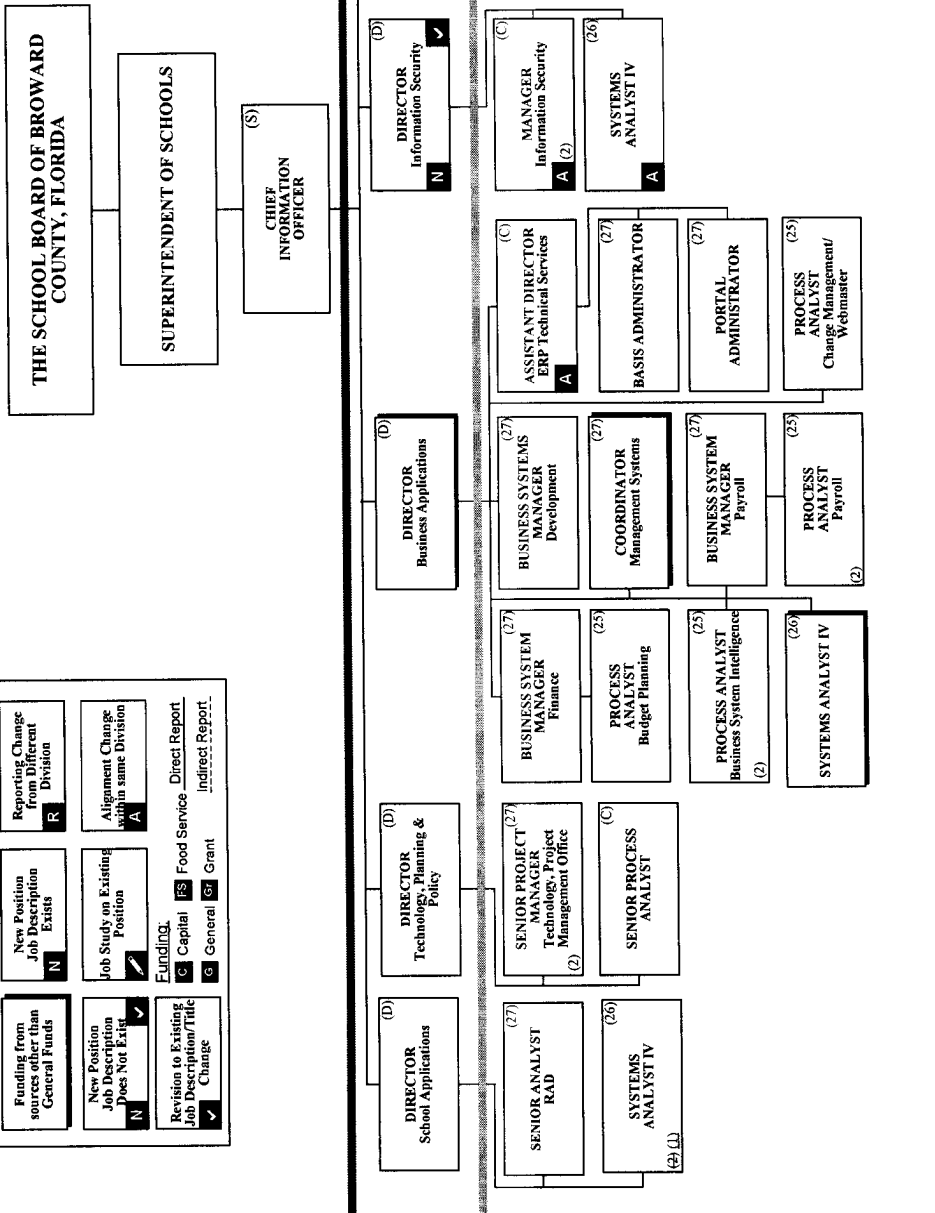 THE SCHOOL BOARD OF BROWARD
COUNTY, FLORIDA
SUPERINTENDENT OF SCHOOLS
(S)
CHIEF
INFORMATION
OFFICER
Funding from
sources other than
General Funds
New Position
Job Description
Exists
N
Reporting Change
from Different
Division
R
New Position
Job Description
Does Not Exist
N
Job Study on Existing
Position
Alignment Change
within same Division
A
Revision to Existing
Job Description/Title
Change
Funding:
C Capital FS Food Service Direct Report
G General Gr Grant Indirect Report
(D)
DIRECTOR
School Applications
(D)
DIRECTOR
Technology, Planning &
Policy
(D)
DIRECTOR
Business Applications
(D)
DIRECTOR
Information Security
N
(27)
SENIOR ANALYST
RAD
(26)
SYSTEMS
ANALYST IV
(2) (1)
(27)
SENIOR PROJECT
MANAGER
Technology, Project
Management Office
(2)
(C)
SENIOR PROCESS
ANALYST
(27)
BUSINESS SYSTEM
MANAGER
Finance
(25)
PROCESS
ANALYST
Budget Planning
(25)
PROCESS ANALYST
Business System Intelligence
(2)
(26)
SYSTEMS ANALYST IV
(27)
BUSINESS SYSTEMS
MANAGER
Development
(27)
COORDINATOR
Management Systems
(27)
BUSINESS SYSTEM
MANAGER
Payroll
(25)
PROCESS
ANALYST
Payroll
(2)
(C)
ASSISTANT DIRECTOR
ERP Technical Services
A
(27)
BASIS ADMINISTRATOR
(27)
PORTAL
ADMINISTRATOR
(25)
PROCESS
ANALYST
Change Management/
Webmaster
(C)
MANAGER
Information Security
(2)
A
(26)
SYSTEMS
ANALYST IV
A